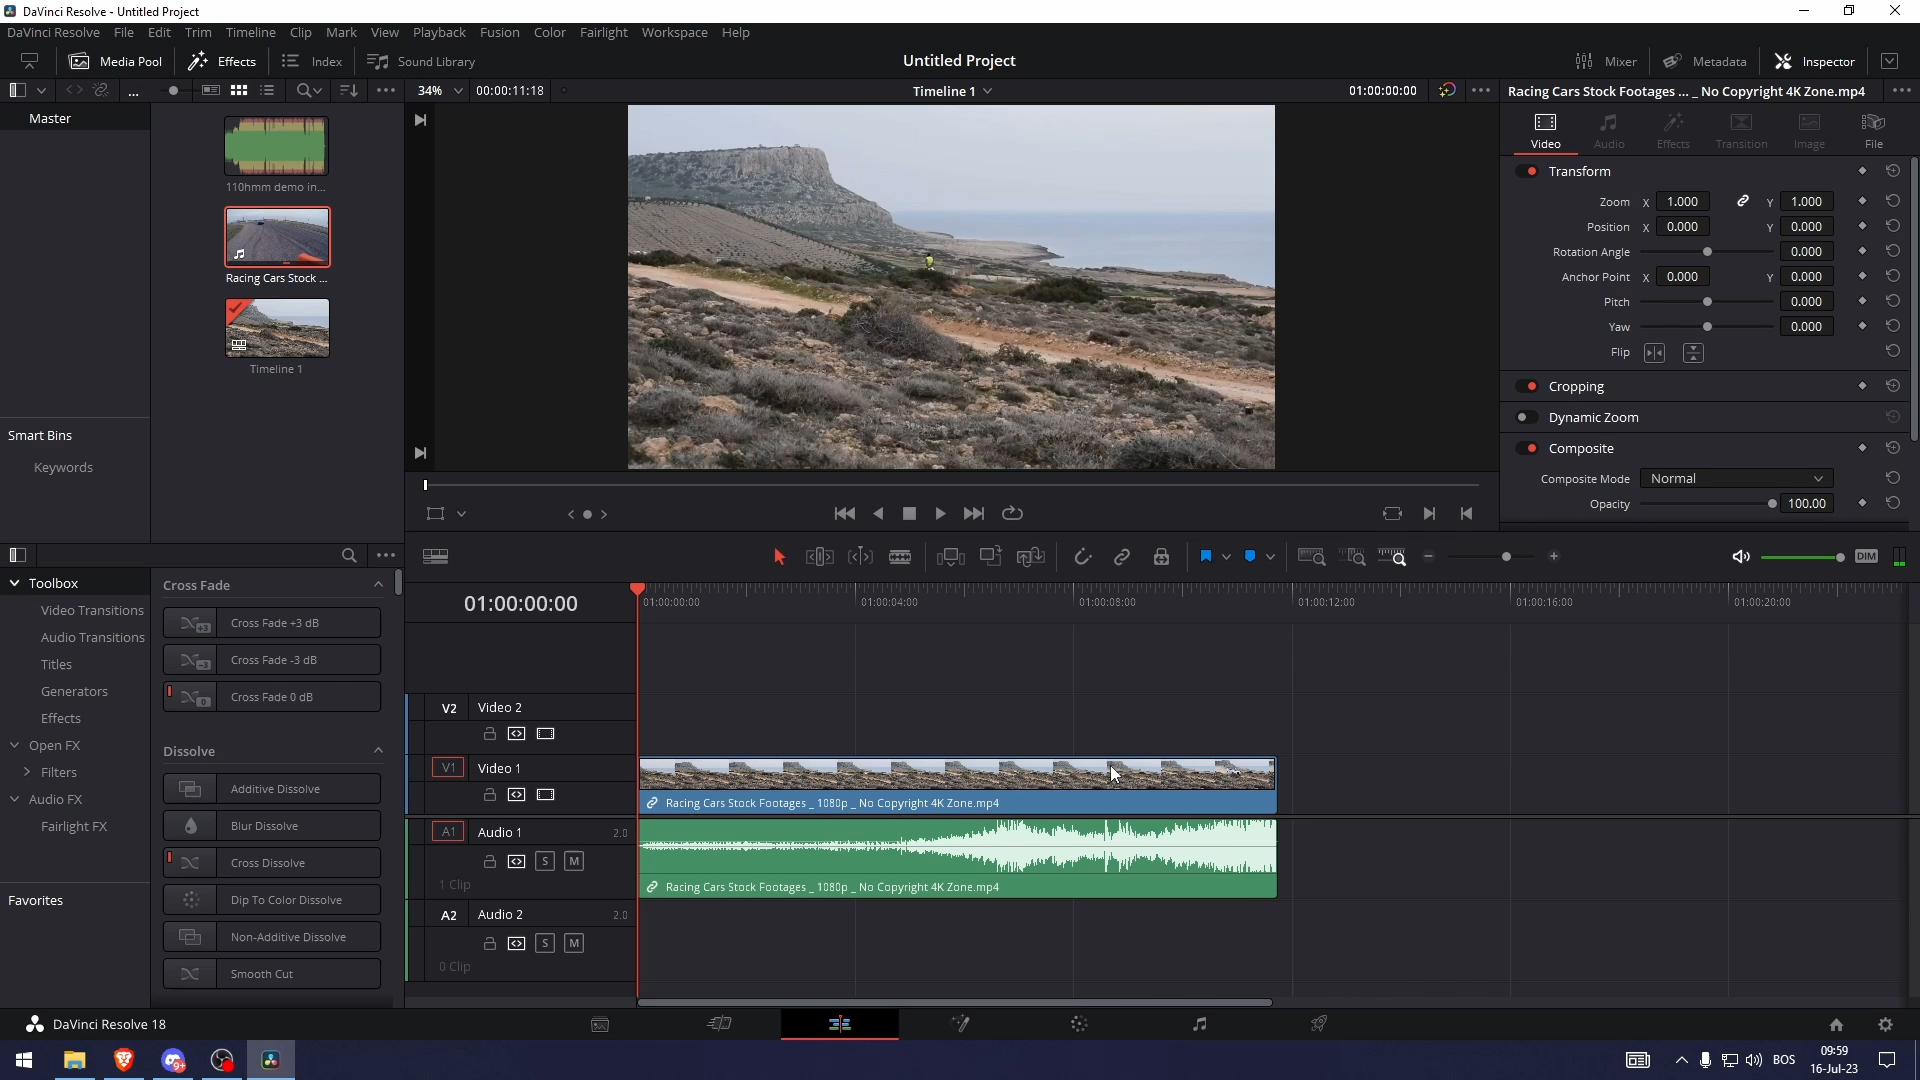 DaVinci Resolve - Untitled Project
DaVinci Resolve File Edit Trim Timeline Clip Mark View Playback Fusion Color Fairlight Workspace Help
Media Pool Effects Index Sound Library Untitled Project Mixer Metadata Inspector
... 34% 00:00:11:18 Timeline 1 01:00:00:00 Racing Cars Stock Footages ... _ No Copyright 4K Zone.mp4
Master
Video Audio Effects Transition Image File
110hmm demo in...
Racing Cars Stock ...
Timeline 1
Transform
Zoom X 1.000 Y 1.000
Position X 0.000 Y 0.000
Rotation Angle 0.000
Anchor Point X 0.000 Y 0.000
Pitch 0.000
Yaw 0.000
Flip
Cropping
Dynamic Zoom
Composite
Composite Mode Normal
Opacity 100.00
Smart Bins
Keywords
DIM
Toolbox
Video Transitions
Audio Transitions
Titles
Generators
Effects
Open FX
Filters
Audio FX
Fairlight FX
Favorites
Cross Fade
Cross Fade +3 dB
Cross Fade -3 dB
Cross Fade 0 dB
Dissolve
Additive Dissolve
Blur Dissolve
Cross Dissolve
Dip To Color Dissolve
Non-Additive Dissolve
Smooth Cut
01:00:00:00
01:00:00:00 01:00:04:00 01:00:08:00 01:00:12:00 01:00:16:00 01:00:20:00
V2 Video 2
V1 Video 1
Racing Cars Stock Footages _ 1080p _ No Copyright 4K Zone.mp4
A1 Audio 1 2.0
S M
1 Clip
Racing Cars Stock Footages _ 1080p _ No Copyright 4K Zone.mp4
A2 Audio 2 2.0
S M
0 Clip
DaVinci Resolve 18
9+
BOS
09:59
16-Jul-23